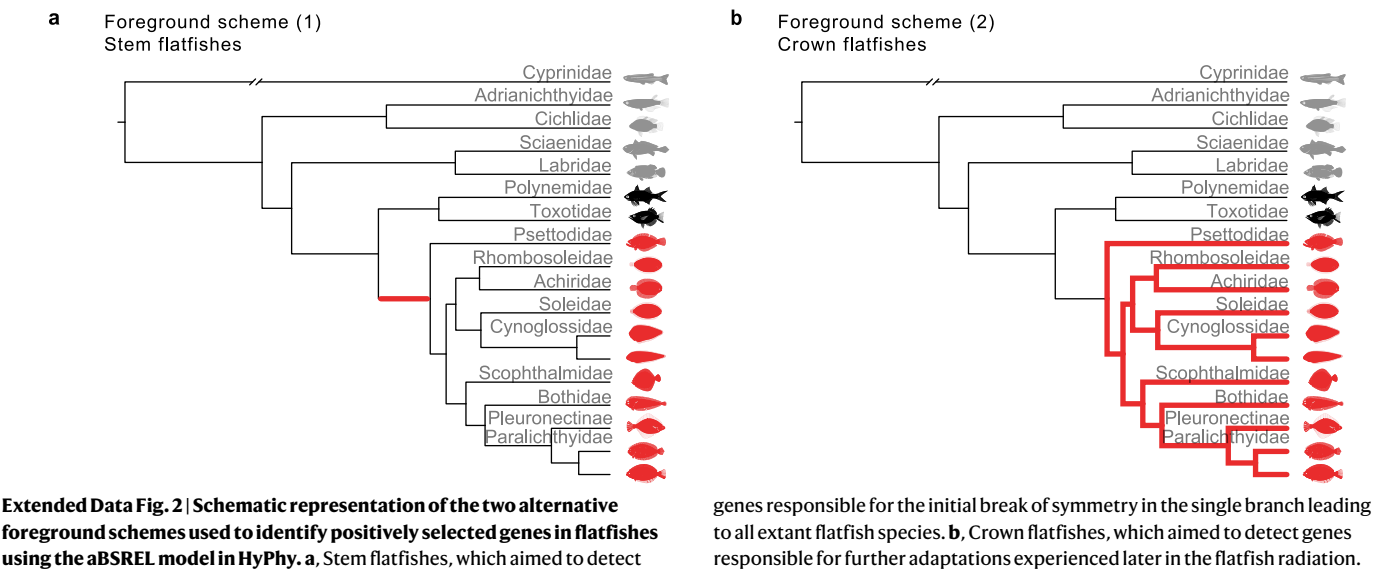 a
Foreground scheme (1)
Stem flatfishes
Cyprinidae
Adrianichthyidae
Cichlidae
Sciaenidae
Labridae
Polynemidae
Toxotidae
Psettodidae
Rhombosoleidae
Achiridae
Soleidae
Cynoglossidae
Scophthalmidae
Bothidae
Pleuronectinae
Paralichthyidae
b
Foreground scheme (2)
Crown flatfishes
Cyprinidae
Adrianichthyidae
Cichlidae
Sciaenidae
Labridae
Polynemidae
Toxotidae
Psettodidae
Rhombosoleidae
Achiridae
Soleidae
Cynoglossidae
Scophthalmidae
Bothidae
Pleuronectinae
Paralichthyidae
Extended Data Fig. 2 | Schematic representation of the two alternative
foreground schemes used to identify positively selected genes in flatfishes
using the aBSREL model in HyPhy. a, Stem flatfishes, which aimed to detect
genes responsible for the initial break of symmetry in the single branch leading
to all extant flatfish species. b, Crown flatfishes, which aimed to detect genes
responsible for further adaptations experienced later in the flatfish radiation.